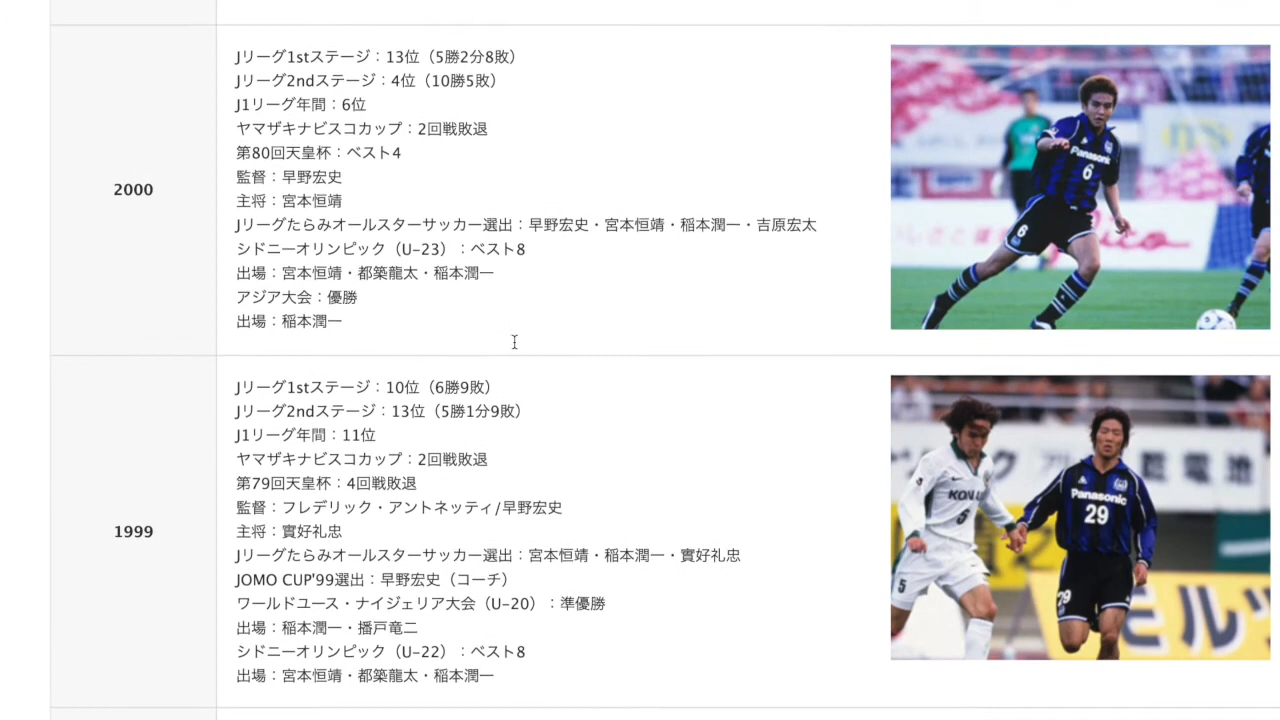 2000
Jリーグ1stステージ：13位（5勝2分8敗）
Jリーグ2ndステージ：4位（10勝5敗）
J1リーグ年間：6位
ヤマザキナビスコカップ：2回戦敗退
第80回天皇杯：ベスト4
監督：早野宏史
主将：宮本恒靖
Jリーグたらみオールスターサッカー選出：早野宏史・宮本恒靖・稲本潤一・吉原宏太
シドニーオリンピック（U-23）：ベスト8
出場：宮本恒靖・都築龍太・稲本潤一
アジア大会：優勝
出場：稲本潤一
Panasonic
6
6
1999
Jリーグ1stステージ：10位（6勝9敗）
Jリーグ2ndステージ：13位（5勝1分9敗）
J1リーグ年間：11位
ヤマザキナビスコカップ：2回戦敗退
第79回天皇杯：4回戦敗退
監督：フレデリック・アントネッティ/早野宏史
主将：實好礼忠
Jリーグたらみオールスターサッカー選出：宮本恒靖・稲本潤一・實好礼忠
JOMO CUP'99選出：早野宏史（コーチ）
ワールドユース・ナイジェリア大会（U-20）：準優勝
出場：稲本潤一・播戸竜二
シドニーオリンピック（U-22）：ベスト8
出場：宮本恒靖・都築龍太・稲本潤一
乾電池
Panasonic
29
5
5
29
モルツ